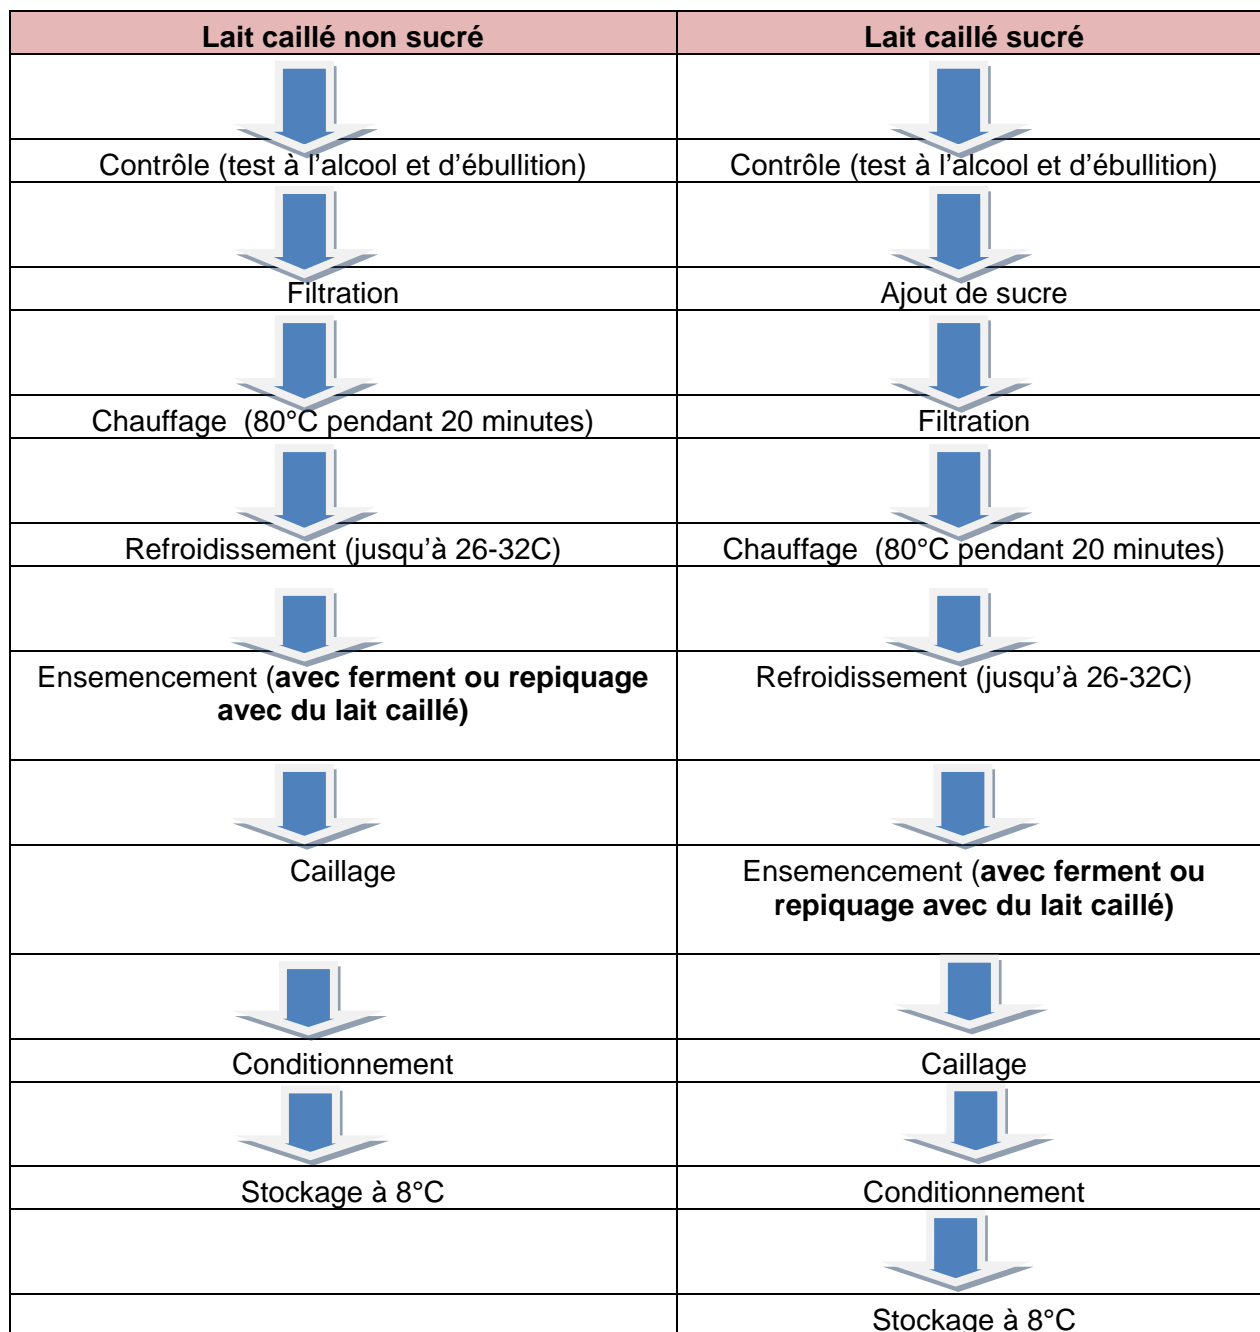 Lait caillé non sucré
Lait caillé sucré
Contrôle (test à l'alcool et d'ébullition)
Contrôle (test à l'alcool et d'ébullition)
Filtration
Ajout de sucre
Chauffage  (80°C pendant 20 minutes)
Filtration
Refroidissement (jusqu'à 26-32C)
Chauffage  (80°C pendant 20 minutes)
Ensemencement (avec ferment ou repiquage
avec du lait caillé)
Refroidissement (jusqu'à 26-32C)
Caillage
Ensemencement (avec ferment ou
repiquage avec du lait caillé)
Conditionnement
Caillage
Stockage à 8°C
Conditionnement
Stockage à 8°C